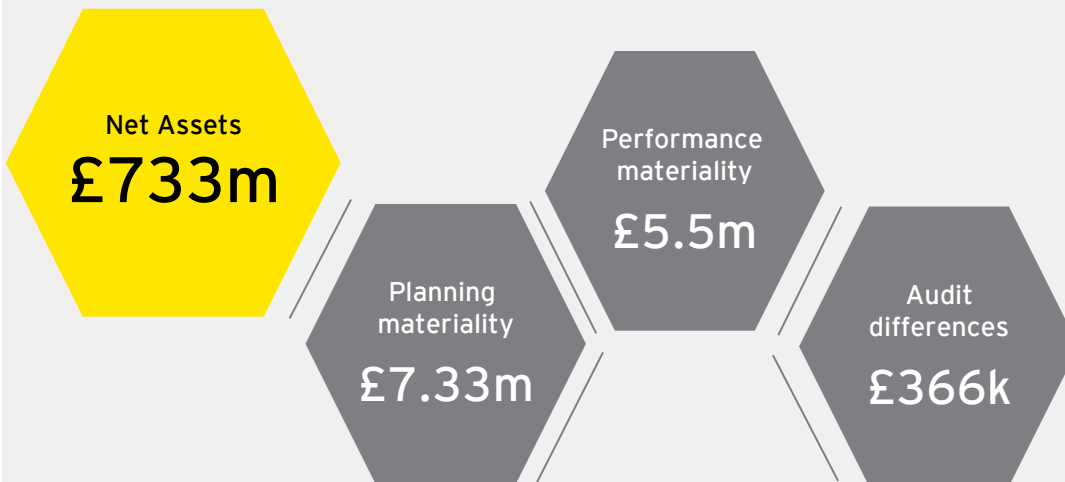 Net Assets
£733m
Planning
materiality
£7.33m
Performance
materiality
£5.5m
Audit
differences
£366k